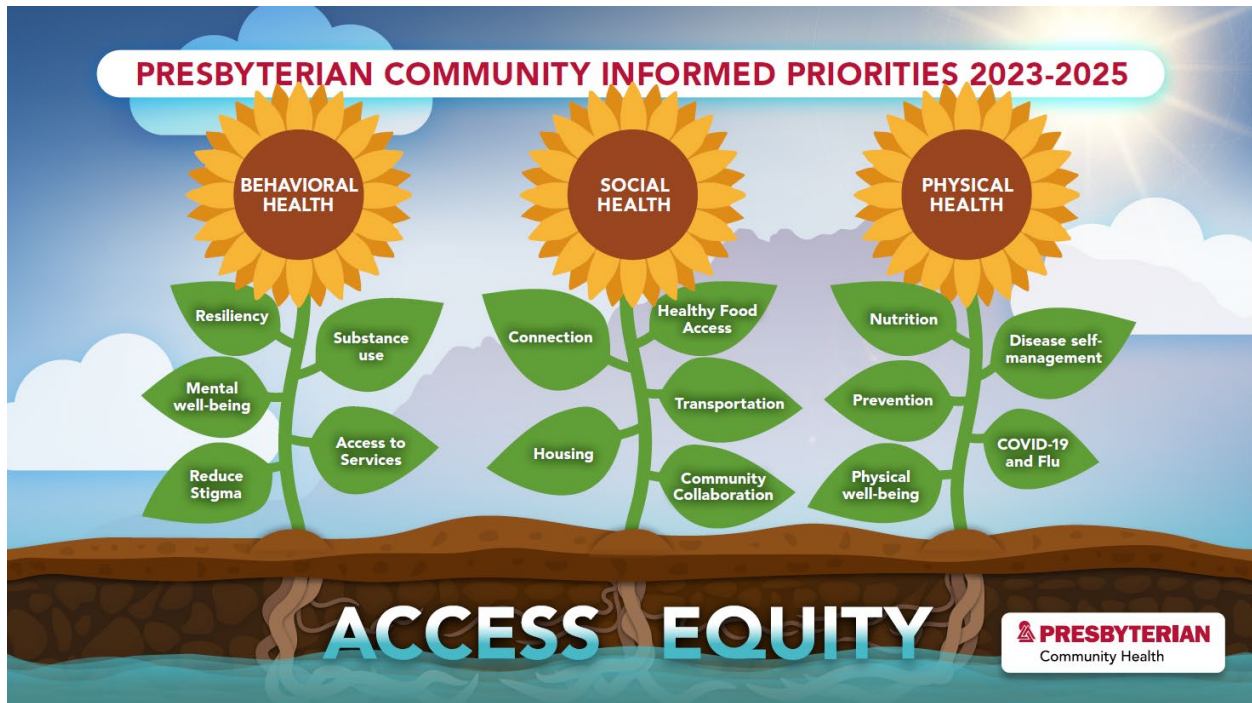 PRESBYTERIAN COMMUNITY INFORMED PRIORITIES 2023-2025
BEHAVIORAL
HEALTH
Resiliency
Substance
use
Mental
well-being
Access to
Services
Reduce
Stigma
SOCIAL
HEALTH
Connection
Healthy Food
Access
Transportation
Housing
Community
Collaboration
PHYSICAL
HEALTH
Nutrition
Disease self-
management
Prevention
COVID-19
and Flu
Physical
well-being
ACCESS EQUITY
PRESBYTERIAN
Community Health